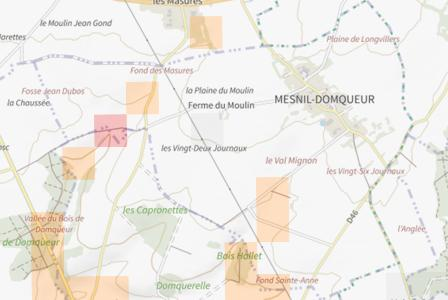 les Masures
le Moulin Jean Gond
Plaine de Longvillers
Fond des Masures
Fosse Jean Dubos
la Plaine du Moulin
la Chaussée
Ferme du Moulin
MESNIL-DOMQUEUR
les Vingt-Deux Journaux
le Val Mignon
les Vingt-Six Journaux
les Capronettes
Vallée du Bois de
Domqueur
D46
l'Anglée
de Domqueur
Bois Hollet
Domquerelle
Fond Sainte-Anne